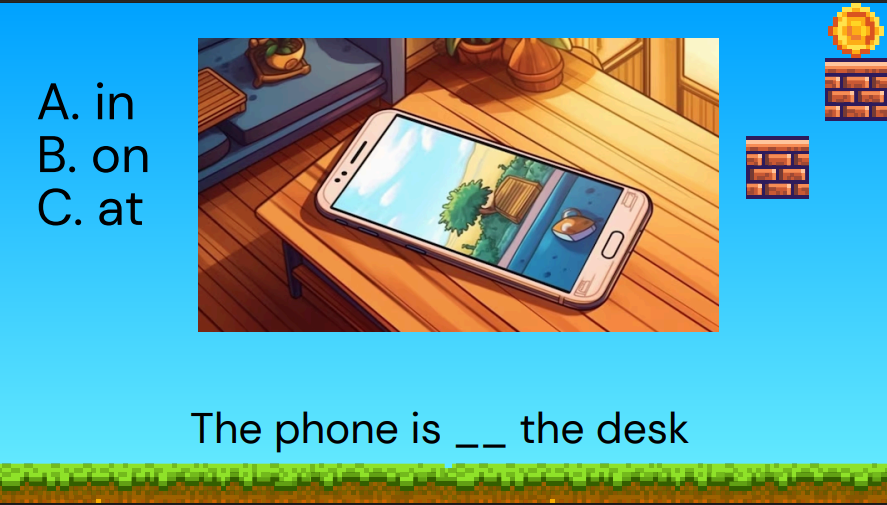 A. in
B. on
C. at
The phone is __ the desk